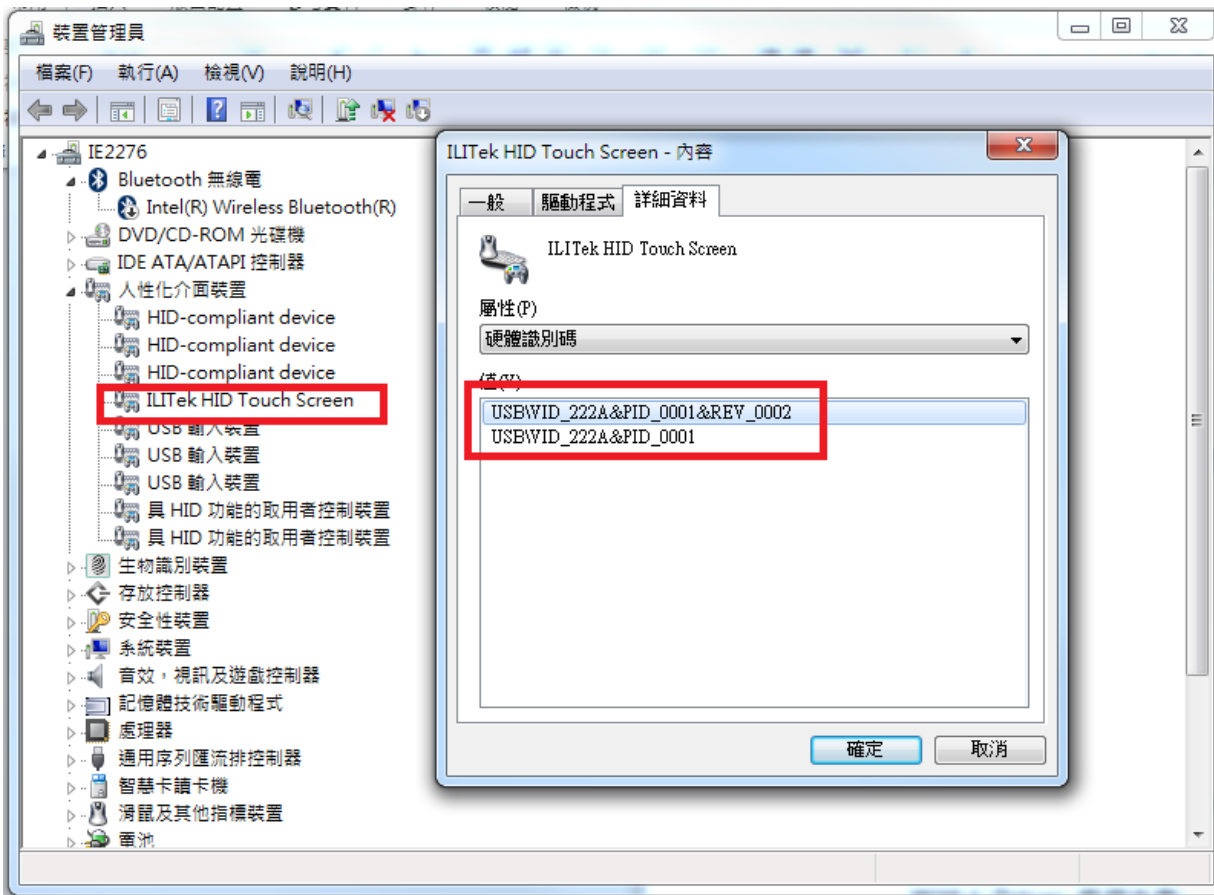 裝置管理員
檔案(F) 執行(A) 檢視(V) 說明(H)
IE2276
Bluetooth 無線電
Intel(R) Wireless Bluetooth(R)
DVD/CD-ROM 光碟機
IDE ATA/ATAPI 控制器
人性化介面裝置
HID-compliant device
HID-compliant device
HID-compliant device
ILITek HID Touch Screen
USB 輸入裝置
USB 輸入裝置
USB 輸入裝置
具 HID 功能的取用者控制裝置
具 HID 功能的取用者控制裝置
生物識別裝置
存放控制器
安全性裝置
系統裝置
音效，視訊及遊戲控制器
記憶體技術驅動程式
處理器
通用序列匯流排控制器
智慧卡讀卡機
滑鼠及其他指標裝置
電池
ILITek HID Touch Screen - 內容
一般 驅動程式 詳細資料
ILITek HID Touch Screen
屬性(P)
硬體識別碼
值(V)
USB\VID_222A&PID_0001&REV_0002
USB\VID_222A&PID_0001
確定 取消